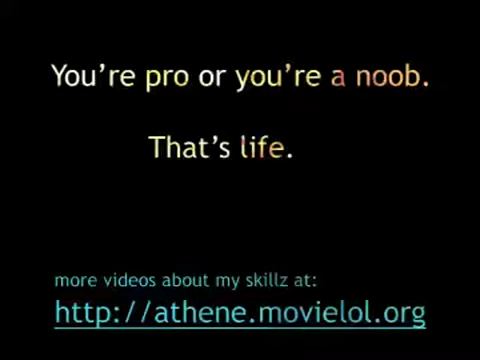 You're pro or you're a noob.
That's life.
more videos about my skillz at:
http://athene.movielol.org